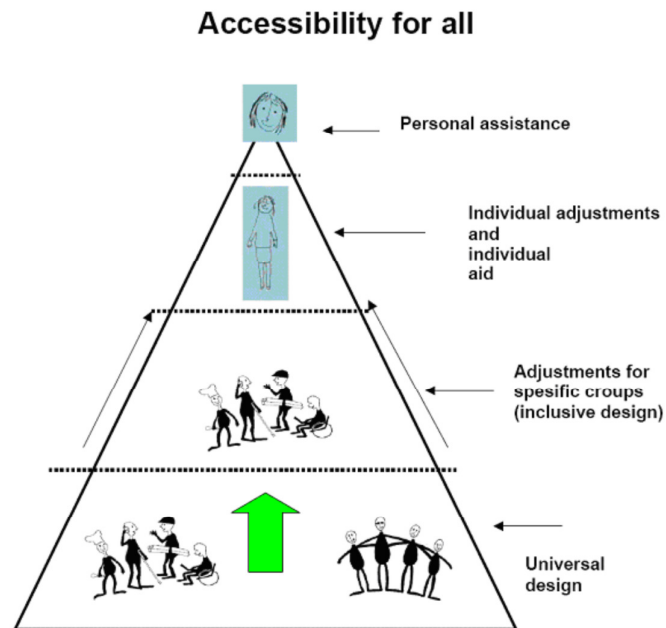 Accessibility for all
Personal assistance
Individual adjustments
and
individual
aid
Adjustments for
spesific croups
(inclusive design)
Universal
design